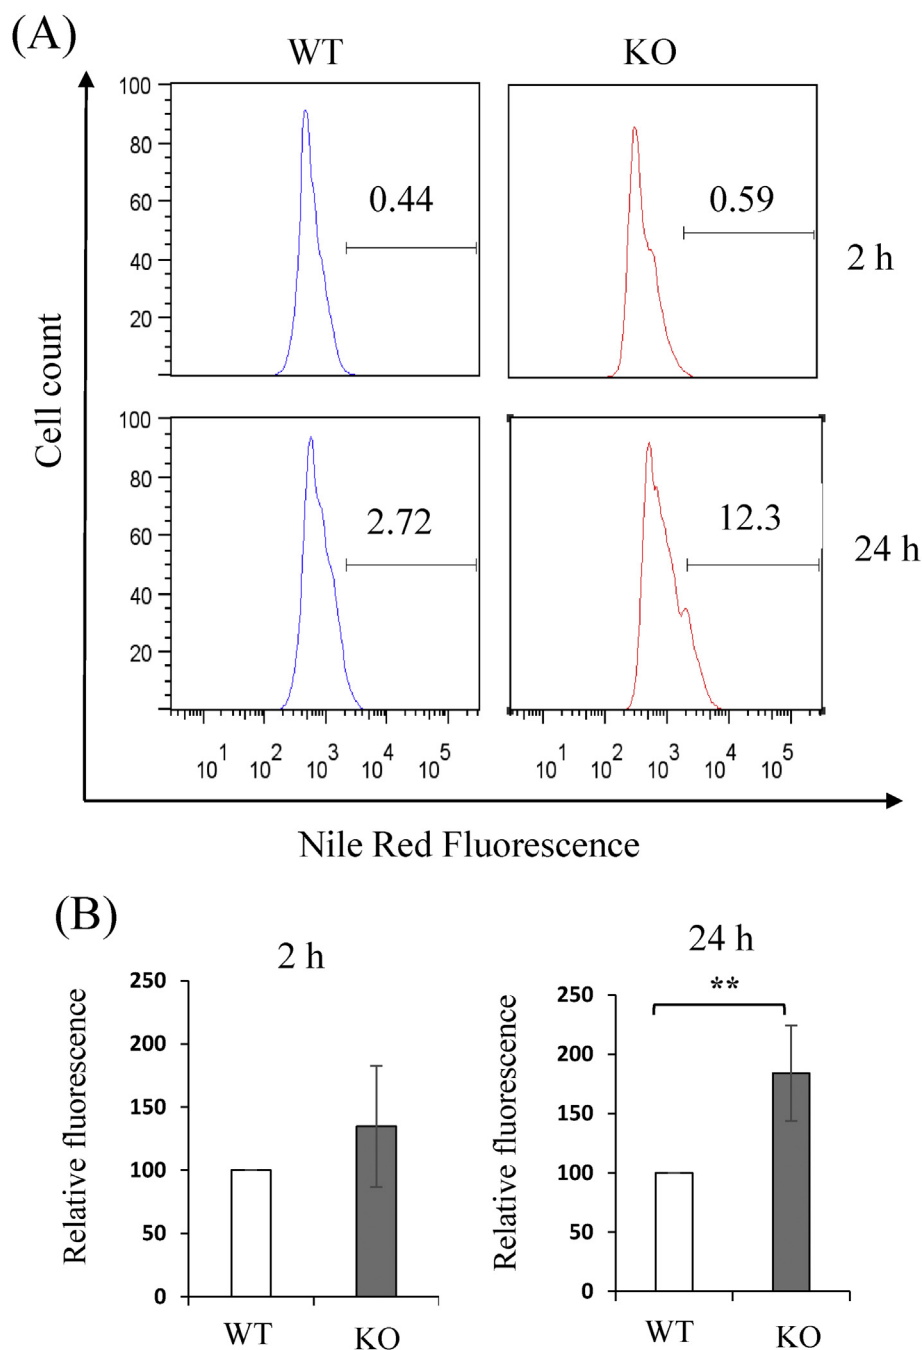 (A)
WT KO
100
80
60
40
20
0.44
0.59
2 h
Cell count
100
80
60
40
20
2.72
12.3
24 h
10^1 10^2 10^3 10^4 10^5
10^1 10^2 10^3 10^4 10^5
Nile Red Fluorescence
(B)
2 h
Relative fluorescence
250
200
150
100
50
0
WT KO
24 h
**
Relative fluorescence
250
200
150
100
50
0
WT KO